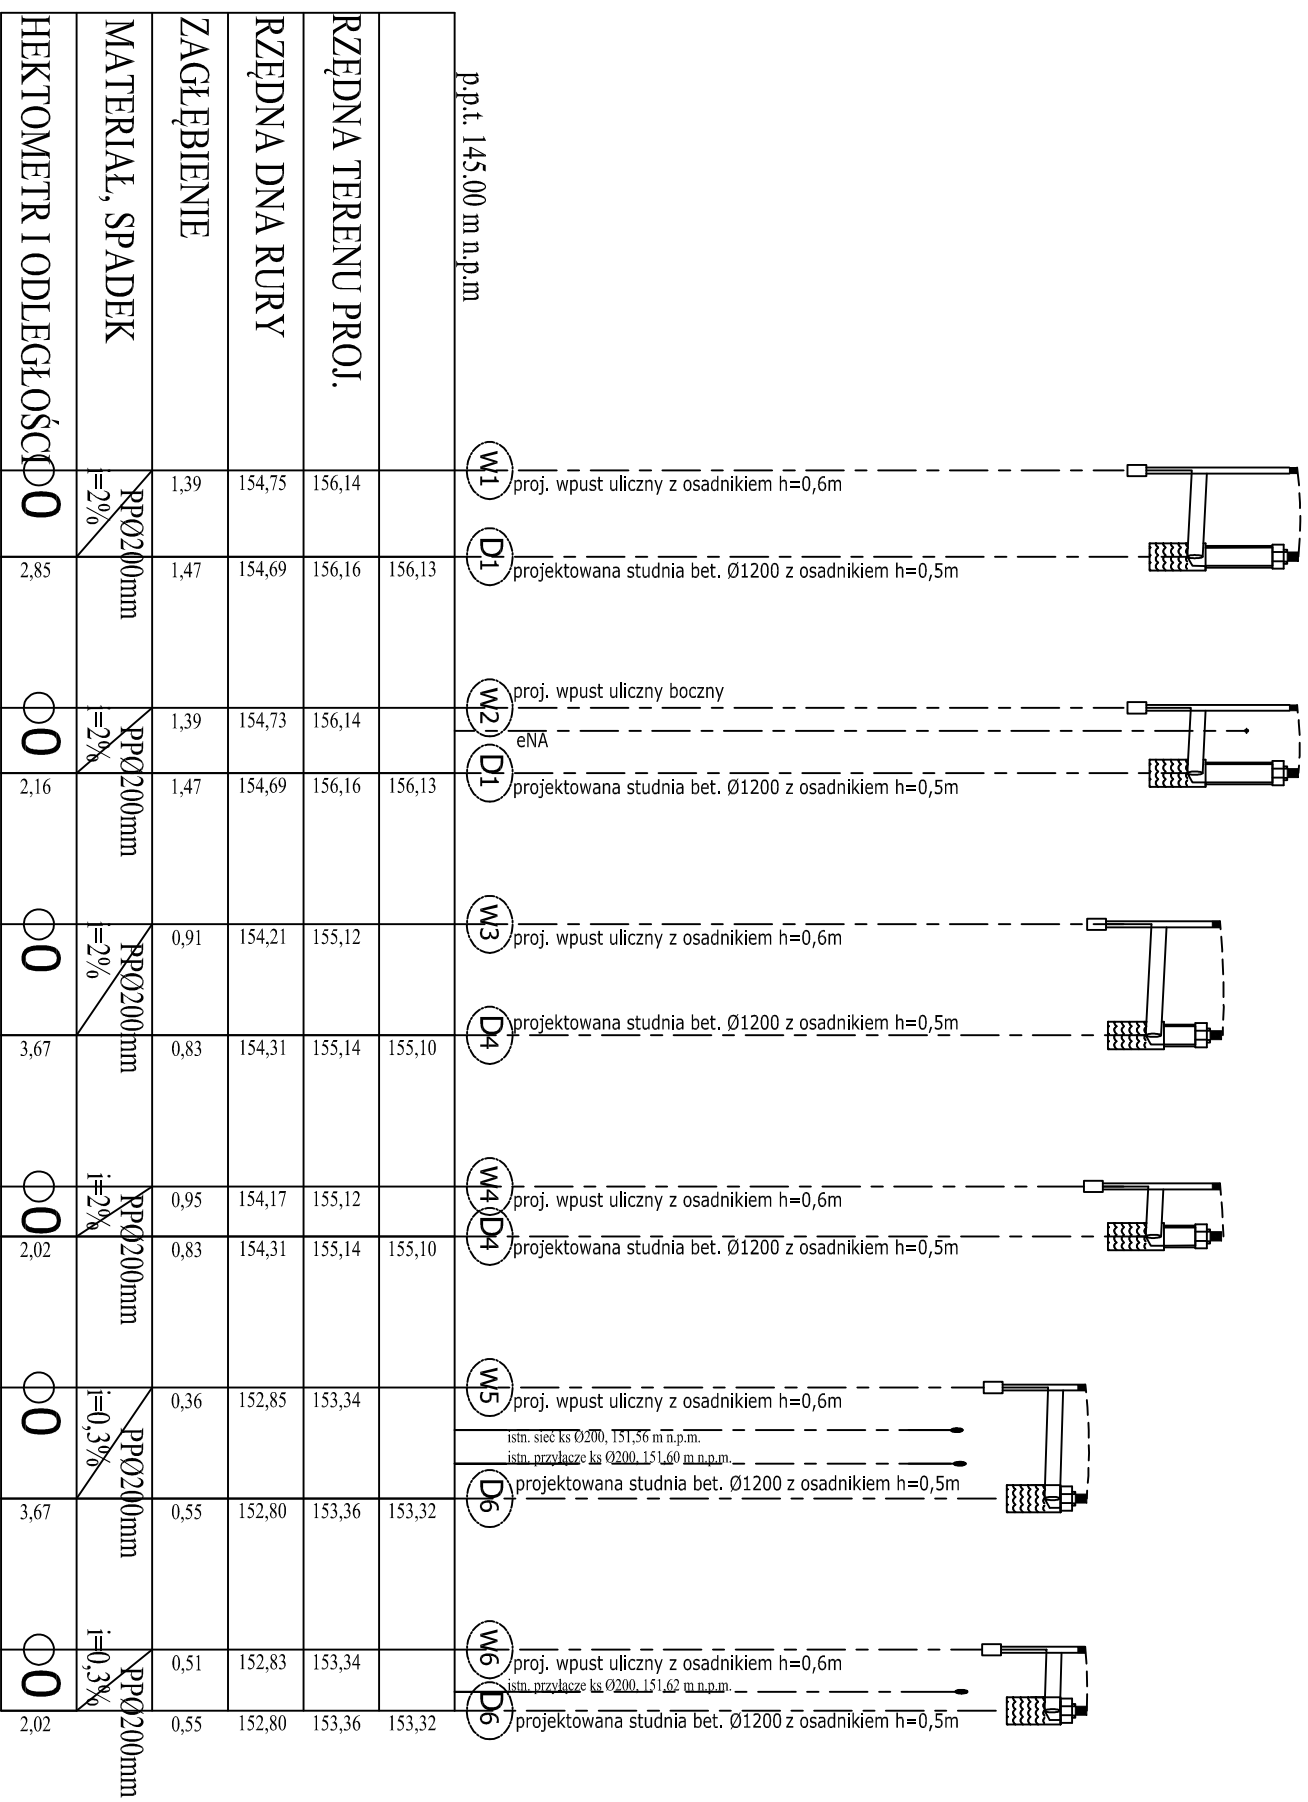 p.p.t. 145.00 m n.p.m
RZĘDNA TERENU PROJ.
RZĘDNA DNA RURY
ZAGŁĘBIENIE
MATERIAŁ, SPADEK
HEKTOMETR I ODLEGŁOŚCI
W1
proj. wpust uliczny z osadnikiem h=0,6m
156,14
154,75
1,39
PPØ200mm
i=2%
0
D1
projektowana studnia bet. Ø1200 z osadnikiem h=0,5m
156,13
156,16
154,69
1,47
2,85
W2
proj. wpust uliczny boczny
eNA
156,14
154,73
1,39
PPØ200mm
i=2%
0
D1
projektowana studnia bet. Ø1200 z osadnikiem h=0,5m
156,13
156,16
154,69
1,47
2,16
W3
proj. wpust uliczny z osadnikiem h=0,6m
155,12
154,21
0,91
PPØ200mm
i=2%
0
D4
projektowana studnia bet. Ø1200 z osadnikiem h=0,5m
155,10
155,14
154,31
0,83
3,67
W4
proj. wpust uliczny z osadnikiem h=0,6m
155,12
154,17
0,95
PPØ200mm
i=2%
0
D4
projektowana studnia bet. Ø1200 z osadnikiem h=0,5m
155,10
155,14
154,31
0,83
2,02
W5
proj. wpust uliczny z osadnikiem h=0,6m
istn. sieć ks Ø200, 151,56 m n.p.m.
istn. przyłącze ks Ø200, 151,60 m n.p.m.
153,34
152,85
0,36
PPØ200mm
i=0,3%
0
D6
projektowana studnia bet. Ø1200 z osadnikiem h=0,5m
153,32
153,36
152,80
0,55
3,67
W6
proj. wpust uliczny z osadnikiem h=0,6m
istn. przyłącze ks Ø200, 151,62 m n.p.m.
153,34
152,83
0,51
PPØ200mm
i=0,3%
0
D6
projektowana studnia bet. Ø1200 z osadnikiem h=0,5m
153,32
153,36
152,80
0,55
2,02